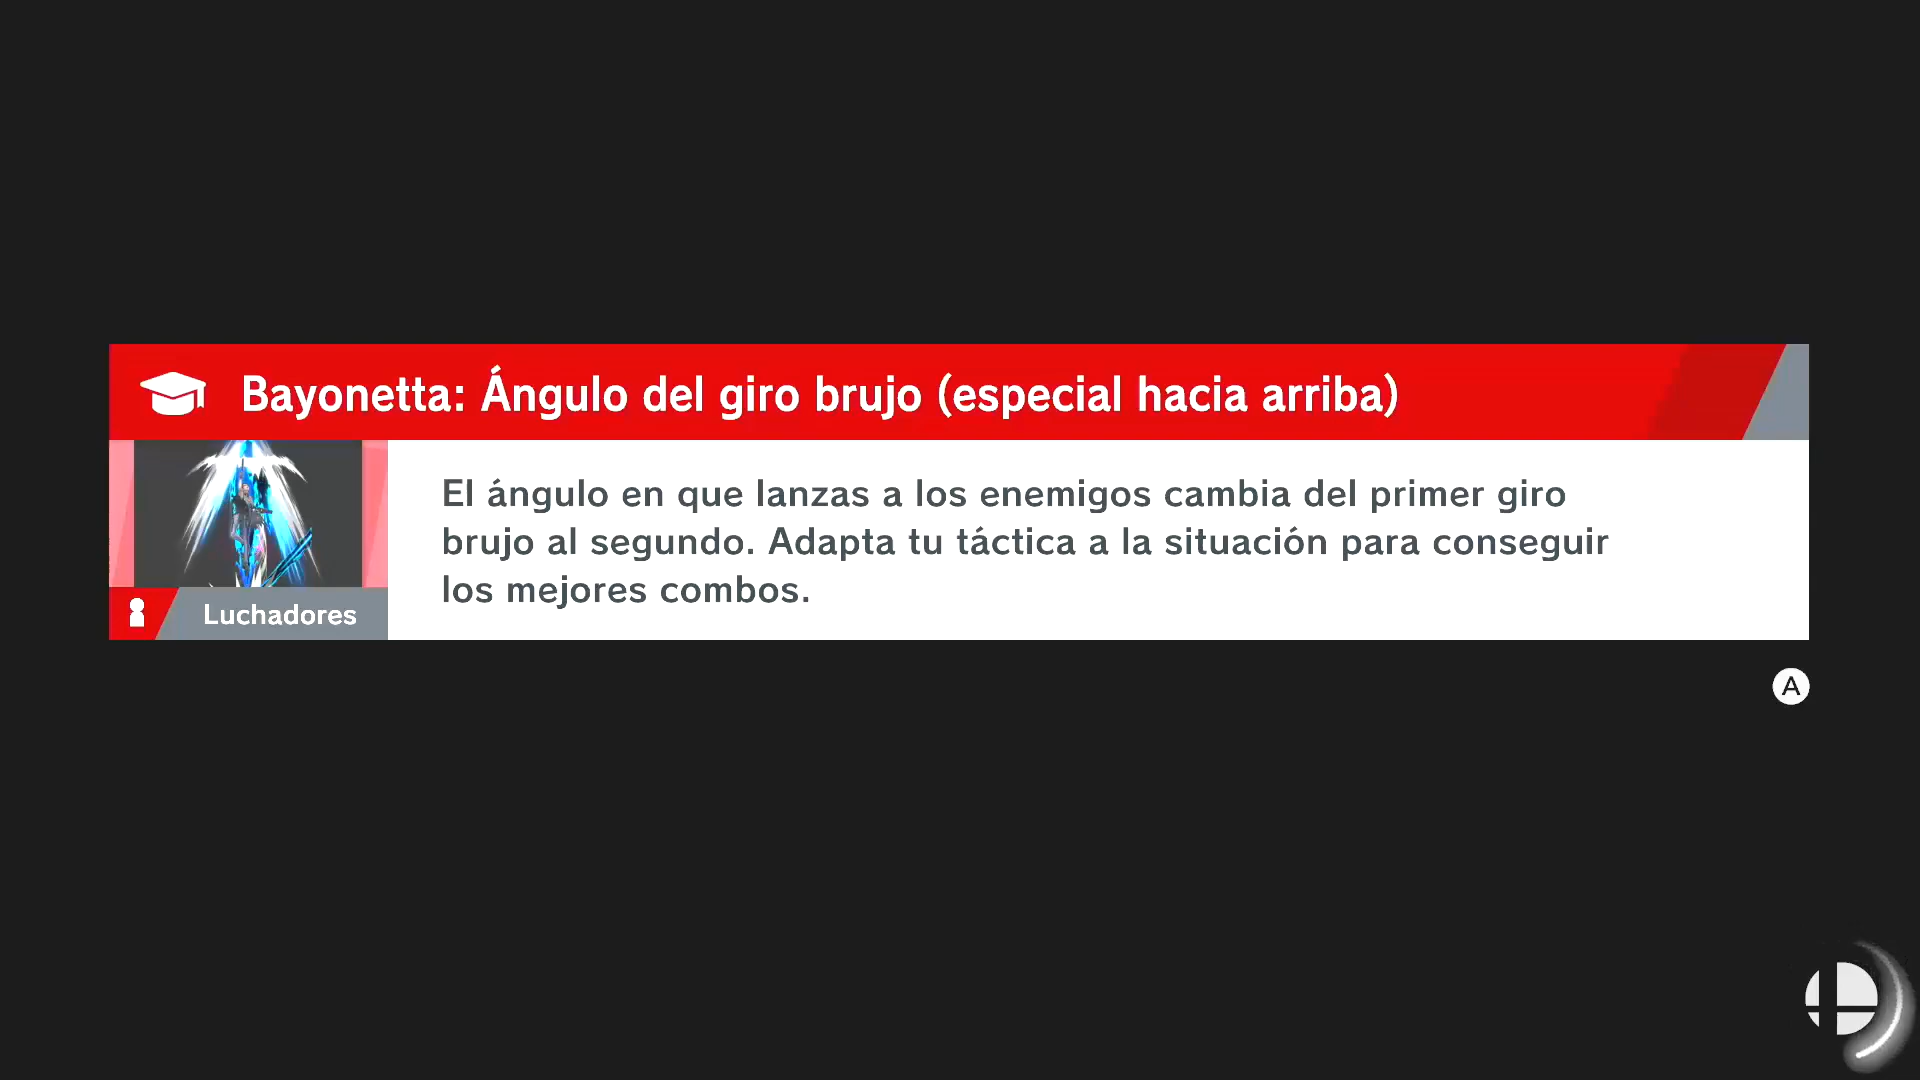 Bayonetta: Ángulo del giro brujo (especial hacia arriba)
El ángulo en que lanzas a los enemigos cambia del primer giro
brujo al segundo. Adapta tu táctica a la situación para conseguir
los mejores combos.
Luchadores
A